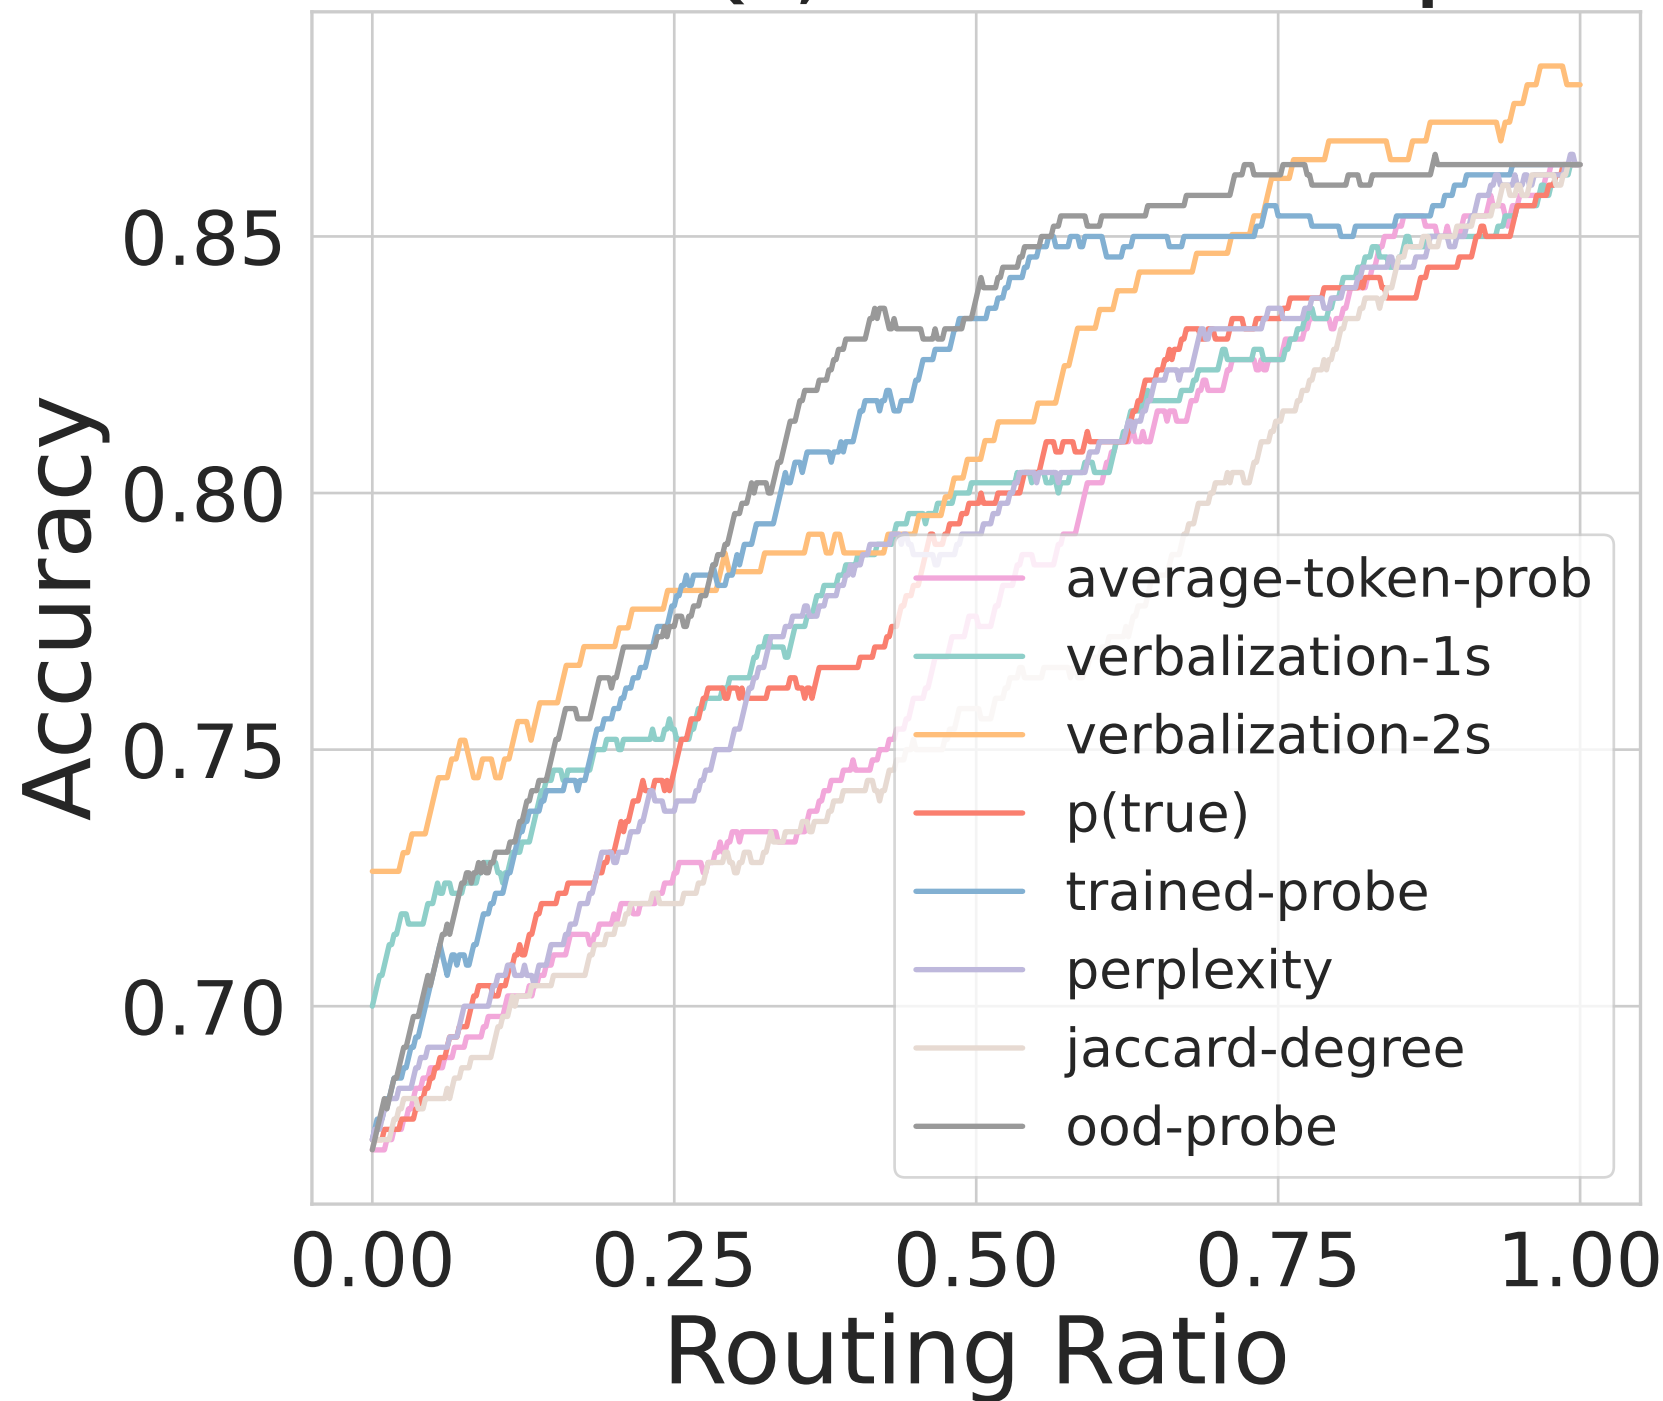 Accuracy
0.85
0.80
0.75
0.70
average-token-prob
verbalization-1s
verbalization-2s
p(true)
trained-probe
perplexity
jaccard-degree
ood-probe
0.00 0.25 0.50 0.75 1.00
Routing Ratio